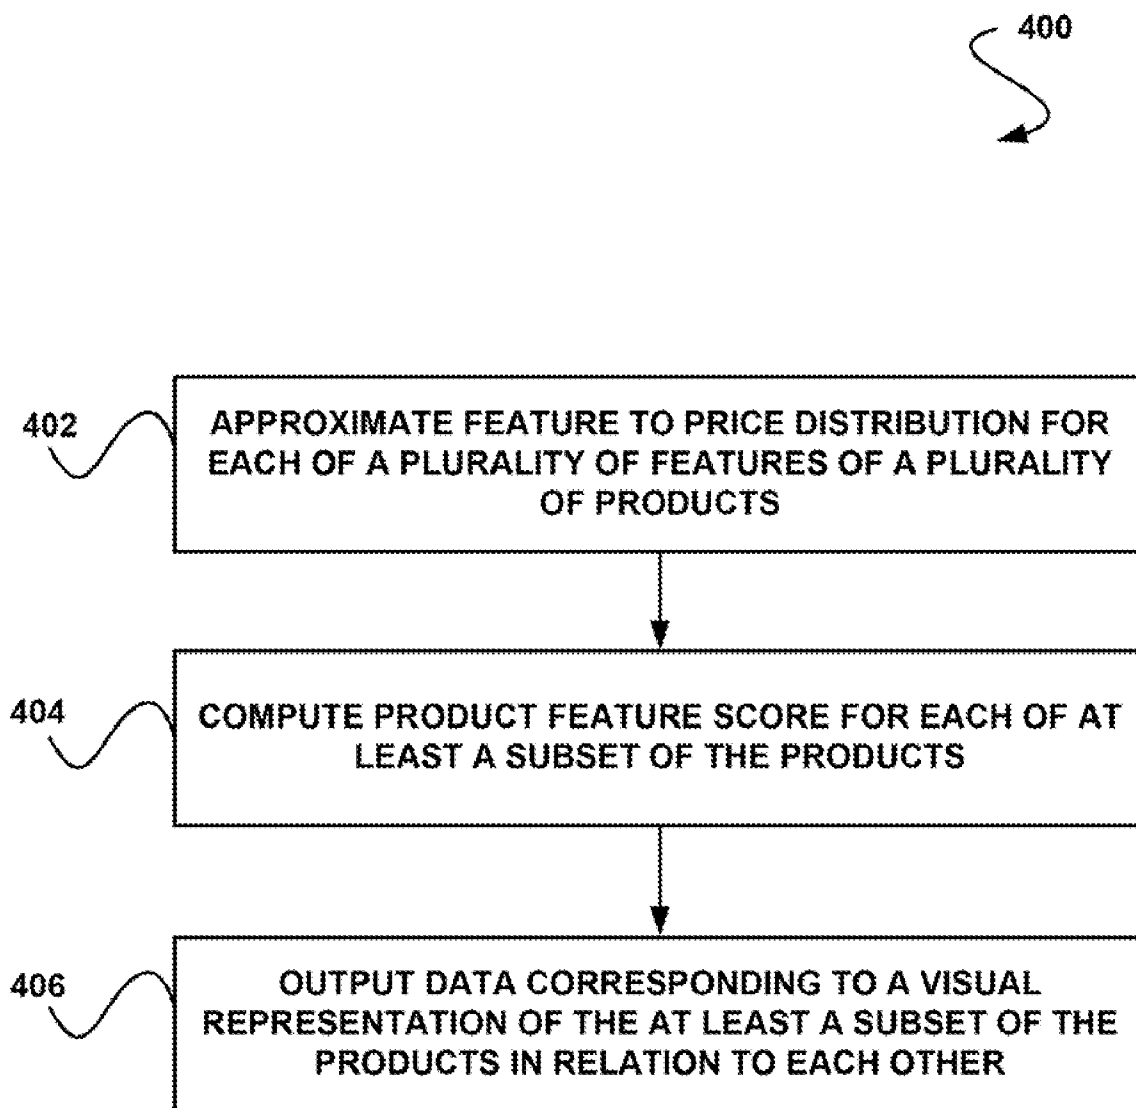 400
402
APPROXIMATE FEATURE TO PRICE DISTRIBUTION FOR
EACH OF A PLURALITY OF FEATURES OF A PLURALITY
OF PRODUCTS
404
COMPUTE PRODUCT FEATURE SCORE FOR EACH OF AT
LEAST A SUBSET OF THE PRODUCTS
406
OUTPUT DATA CORRESPONDING TO A VISUAL
REPRESENTATION OF THE AT LEAST A SUBSET OF THE
PRODUCTS IN RELATION TO EACH OTHER